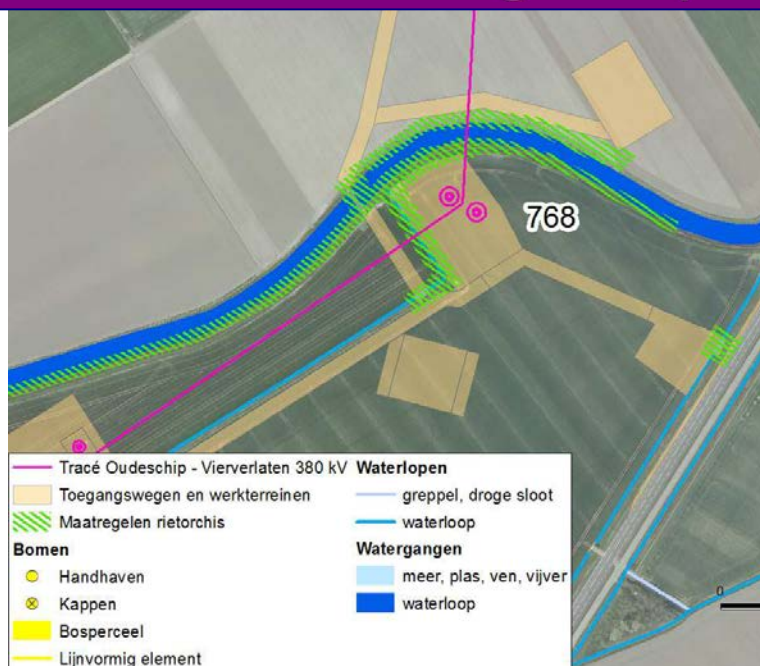 768
Tracé Oudeschip - Vierverlaten 380 kV
Toegangswegen en werkterreinen
Maatregelen rietorchis
Bomen
Handhaven
Kappen
Bosperceel
Lijnvormig element
Waterlopen
greppel, droge sloot
waterloop
Watergangen
meer, plas, ven, vijver
waterloop
0